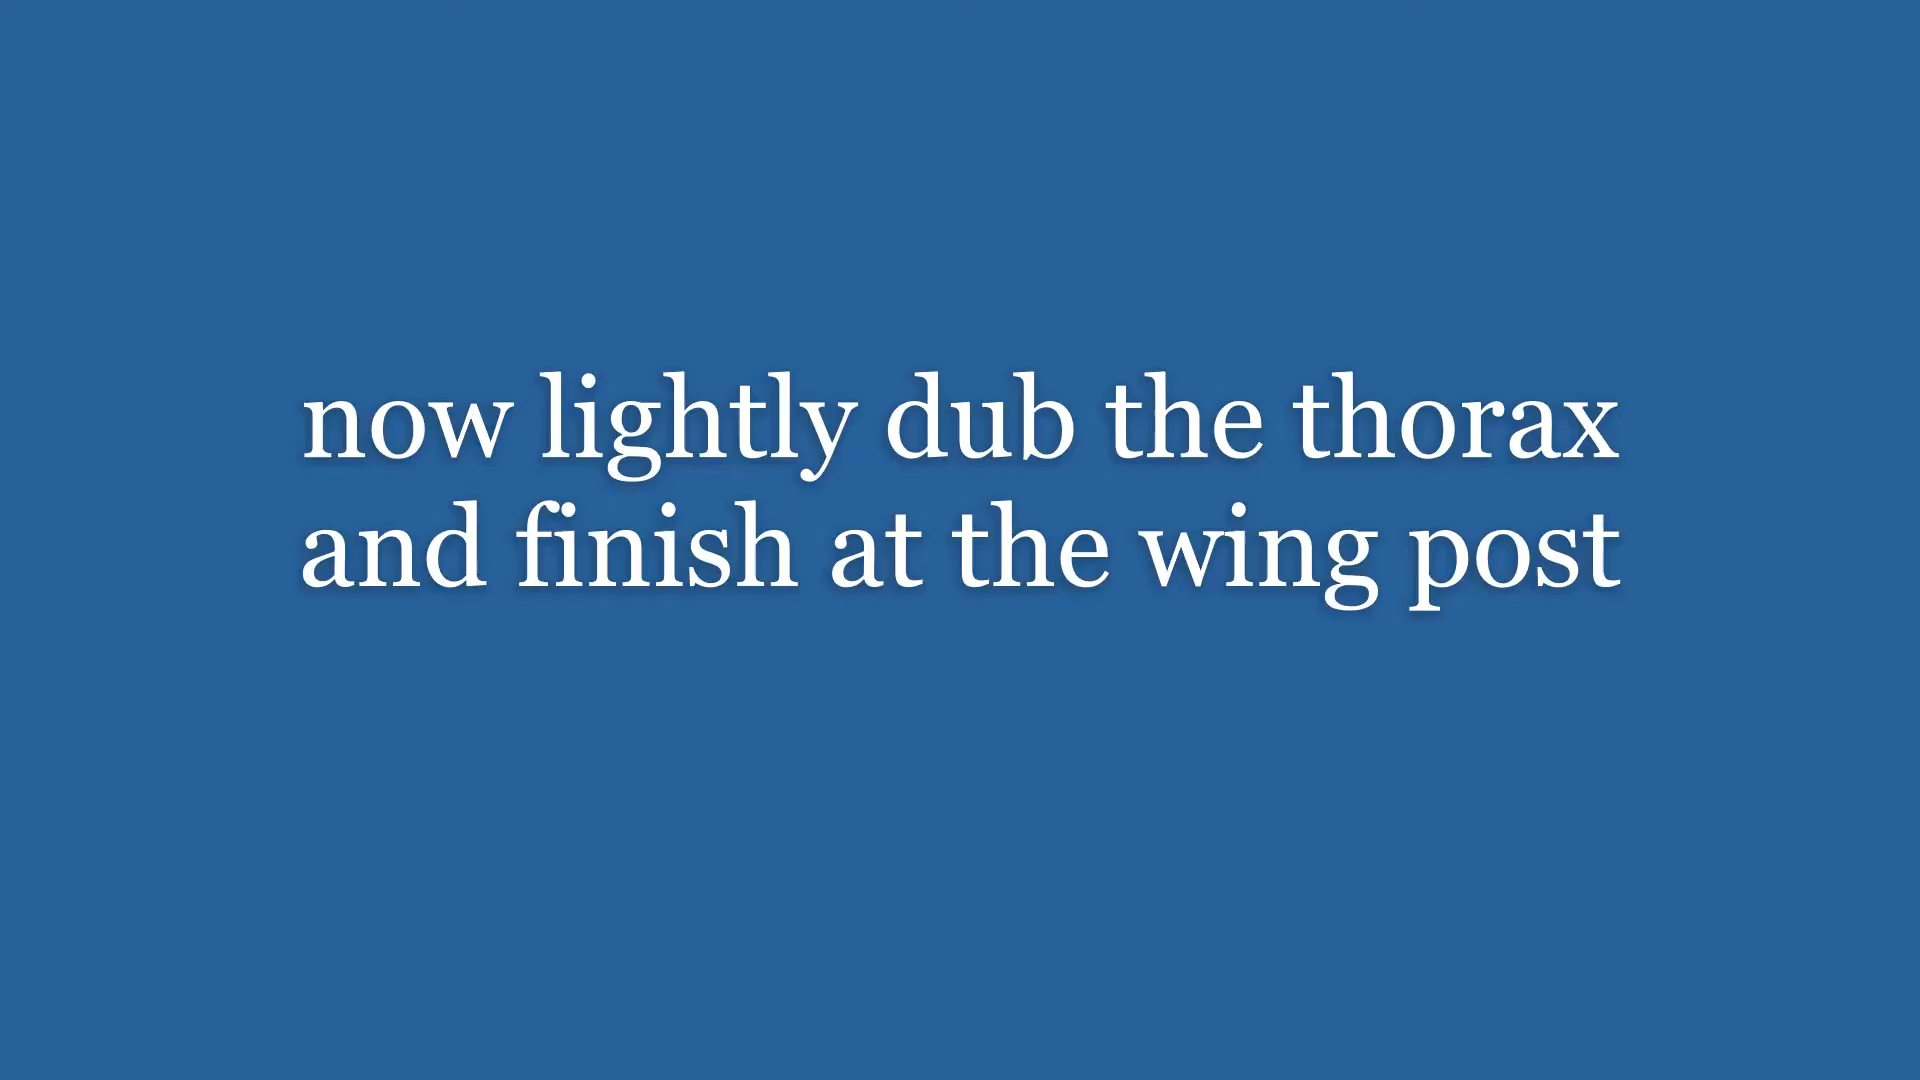 now lightly dub the thorax
and finish at the wing post